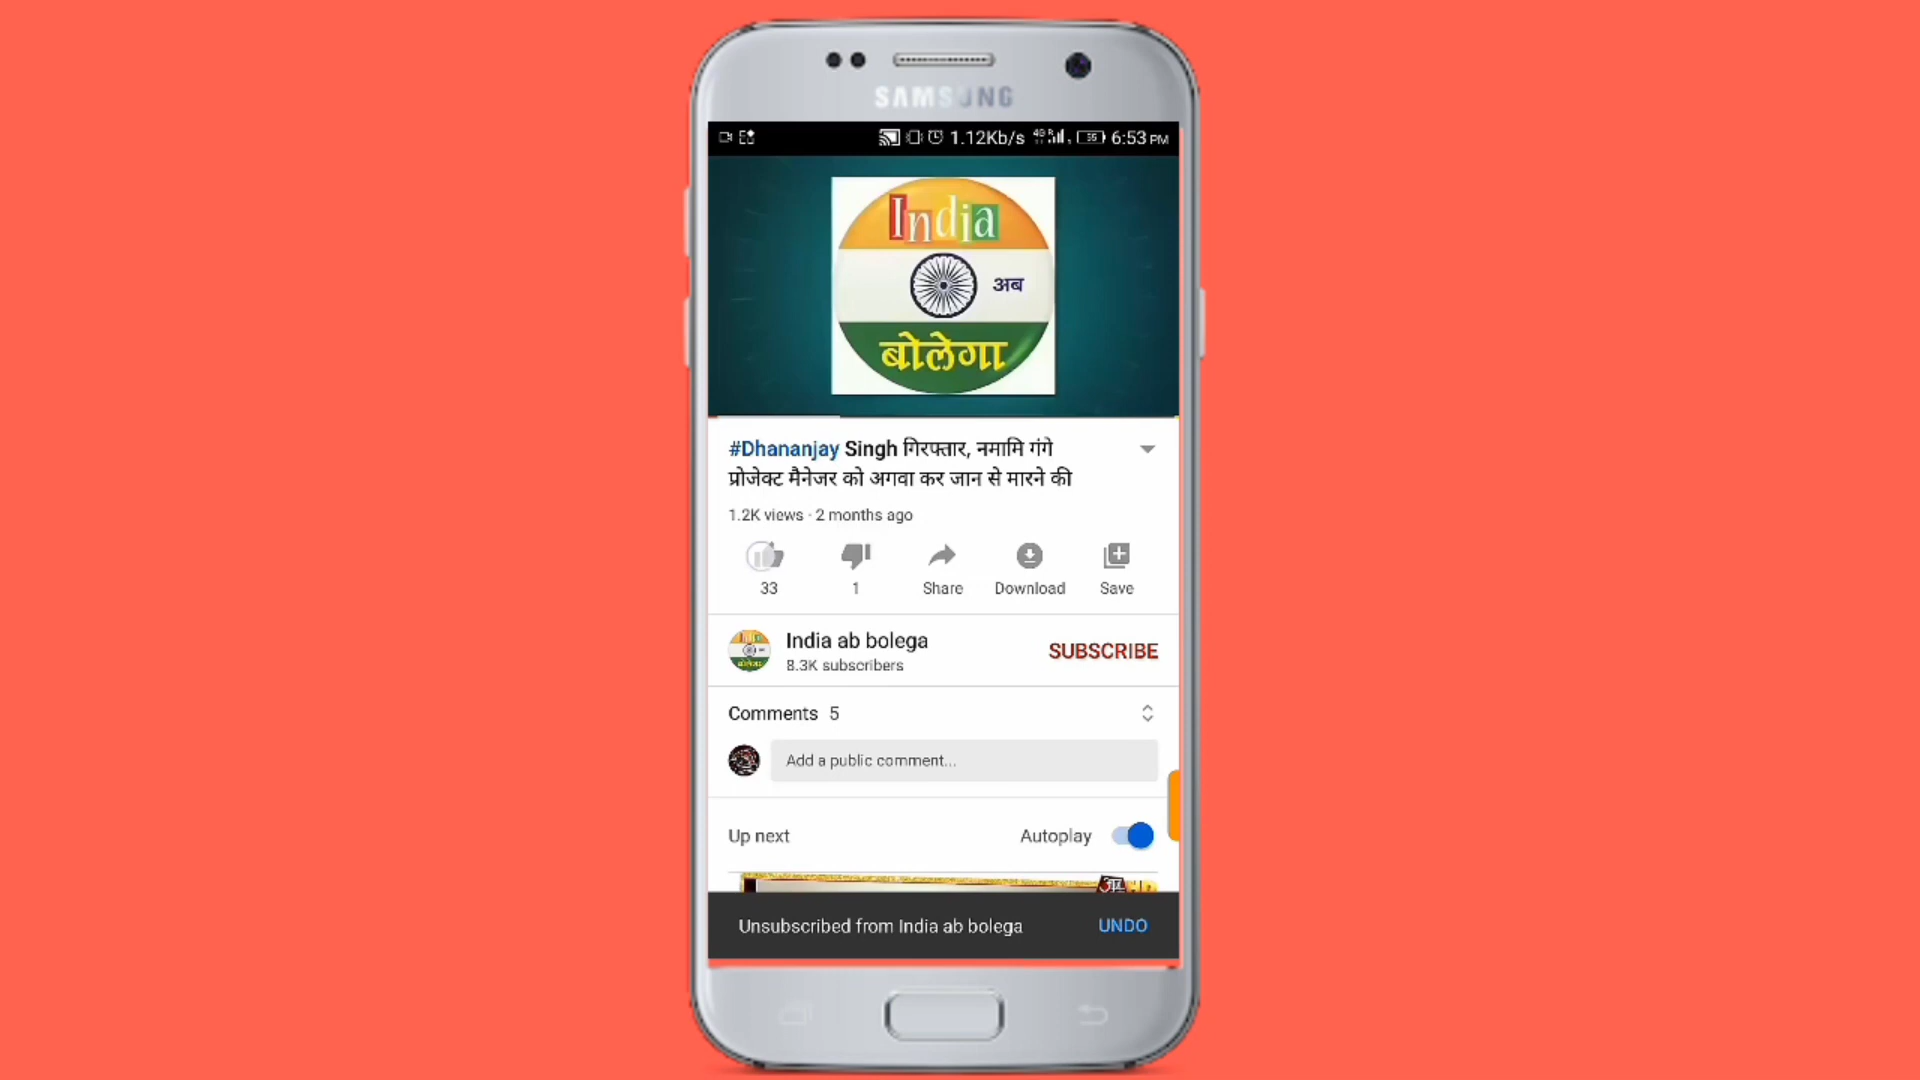 SAMSUNG
1.12Kb/s 4G R 55 6:53 PM
India
अब
बोलेगा
#Dhananjay Singh गिरफ्तार, नमामि गंगे
प्रोजेक्ट मैनेजर को अगवा कर जान से मारने की
1.2K views · 2 months ago
33 1 Share Download Save
India ab bolega
8.3K subscribers
SUBSCRIBE
Comments 5
Add a public comment...
Up next Autoplay
Unsubscribed from India ab bolega UNDO